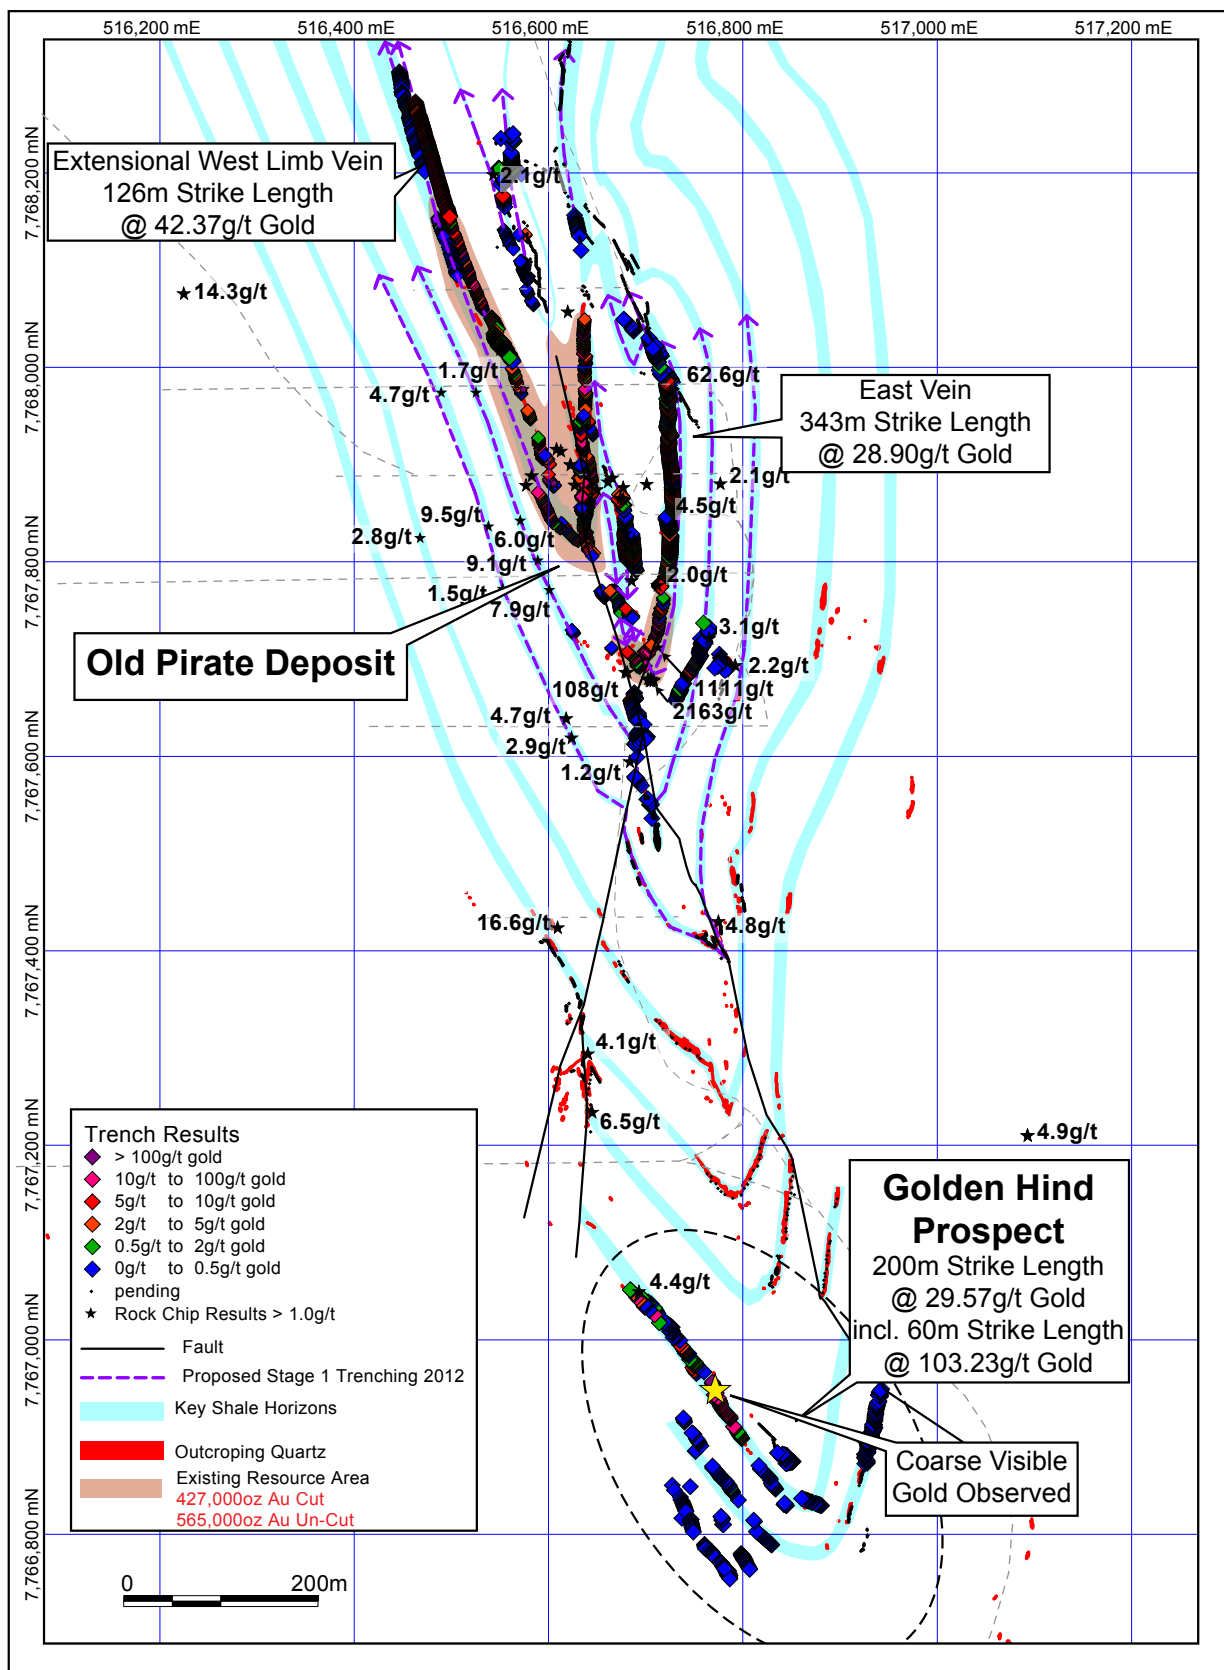 516,200 mE
516,400 mE
516,600 mE
516,800 mE
517,000 mE
517,200 mE
7,768,200 mN
7,768,000 mN
7,767,800 mN
7,767,600 mN
7,767,400 mN
7,767,200 mN
7,767,000 mN
7,766,800 mN
Extensional West Limb Vein
126m Strike Length
@ 42.37g/t Gold
2.1g/t
14.3g/t
1.7g/t
4.7g/t
62.6g/t
East Vein
343m Strike Length
@ 28.90g/t Gold
2.1g/t
4.5g/t
9.5g/t
2.8g/t
6.0g/t
9.1g/t
2.0g/t
1.5g/t
7.9g/t
Old Pirate Deposit
3.1g/t
2.2g/t
108g/t
1111g/t
2163g/t
4.7g/t
2.9g/t
1.2g/t
16.6g/t
4.8g/t
4.1g/t
6.5g/t
4.9g/t
Golden Hind
Prospect
200m Strike Length
@ 29.57g/t Gold
incl. 60m Strike Length
@ 103.23g/t Gold
4.4g/t
Coarse Visible
Gold Observed
Trench Results
> 100g/t gold
10g/t to 100g/t gold
5g/t to 10g/t gold
2g/t to 5g/t gold
0.5g/t to 2g/t gold
0g/t to 0.5g/t gold
pending
Rock Chip Results > 1.0g/t
Fault
Proposed Stage 1 Trenching 2012
Key Shale Horizons
Outcroping Quartz
Existing Resource Area
427,000oz Au Cut
565,000oz Au Un-Cut
0 200m